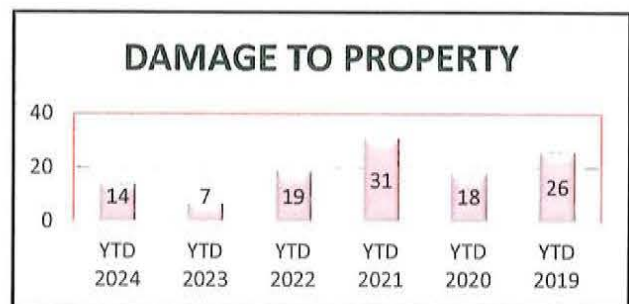 DAMAGE TO PROPERTY
40
20
0
14 7 19 31 18 26
YTD YTD YTD YTD YTD YTD
2024 2023 2022 2021 2020 2019